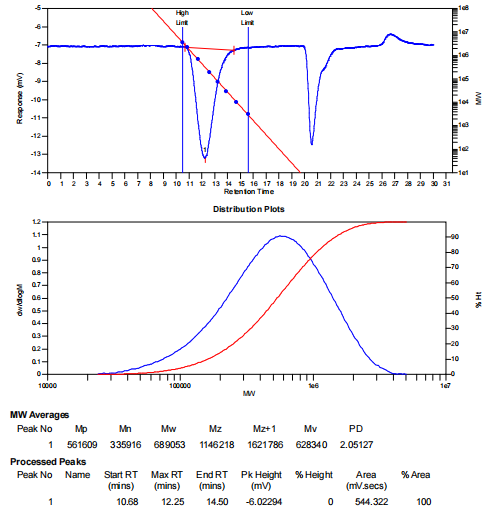 High Limit Low Limit
-5 1e8
-6 1e7
-7 1e6
-8
-9 1e5
-10 1e4
-11 1e3
-12
-13 1e2
-14 1e1
Response (mV)
MW
1
0 1 2 3 4 5 6 7 8 9 10 11 12 13 14 15 16 17 18 19 20 21 22 23 24 25 26 27 28 29 30 31
Retention Time
Distribution Plots
1.2
1.1
1
0.9
0.8
0.7
0.6
0.5
0.4
0.3
0.2
0.1
0
dw/dlogM
90
80
70
60
50
40
30
20
10
0
% Ht
10000 100000 1e6 1e7
MW
MW Averages
Peak No Mp Mn Mw Mz Mz+1 Mv PD
1 561609 335916 689053 1146218 1621786 628340 2.05127
Processed Peaks
Peak No Name Start RT Max RT End RT Pk Height % Height Area % Area
(mins) (mins) (mins) (mV) (mV.secs)
1 10.68 12.25 14.50 -6.02294 0 544.322 100